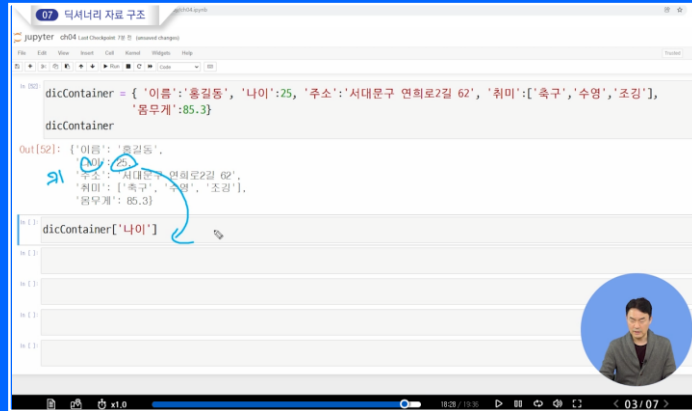 07 딕셔너리 자료 구조
jupyter ch04 Last Checkpoint: 7분 전 (unsaved changes)
File Edit View Insert Cell Kernel Widgets Help
Trusted
Run Code
In [52]: dicContainer = { '이름':'홍길동', '나이':25, '주소':'서대문구 연희로2길 62', '취미':['축구','수영','조깅'],
'몸무게':85.3}
dicContainer
Out[52]: {'이름': '홍길동',
'나이': 25,
'주소': '서대문구 연희로2길 62',
'취미': ['축구', '수영', '조깅'],
'몸무게': 85.3}
키
In [ ]: dicContainer['나이']
In [ ]:
In [ ]:
In [ ]:
In [ ]:
x1.0 18:28 / 19:36 03/07